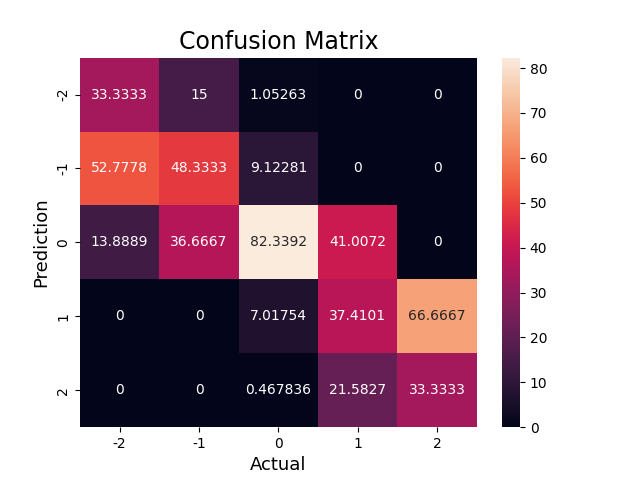 Confusion Matrix
-2 33.3333 15 1.05263 0 0
-1 52.7778 48.3333 9.12281 0 0
0 13.8889 36.6667 82.3392 41.0072 0
1 0 0 7.01754 37.4101 66.6667
2 0 0 0.467836 21.5827 33.3333
-2 -1 0 1 2
Actual
Prediction
80
70
60
50
40
30
20
10
0